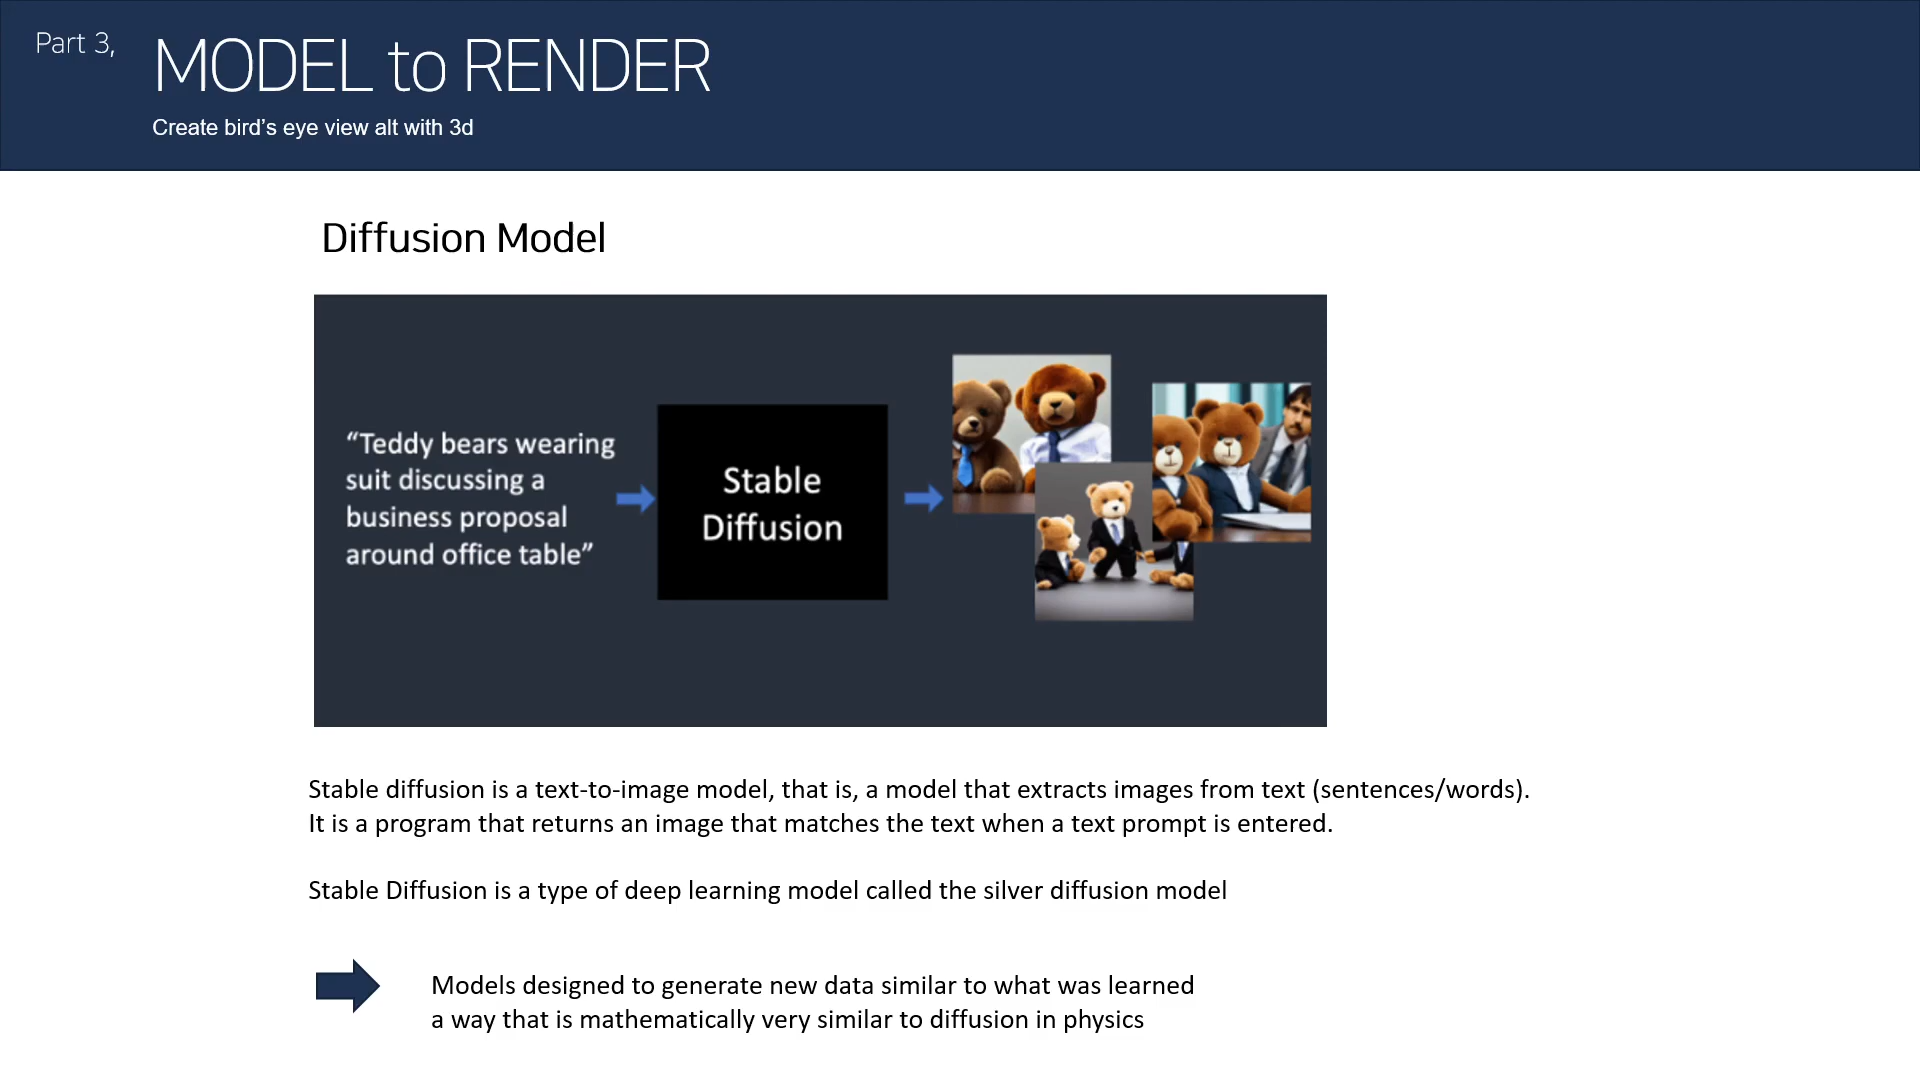 Part 3,
MODEL to RENDER
Create bird’s eye view alt with 3d
Diffusion Model
“Teddy bears wearing
suit discussing a
business proposal
around office table”
Stable
Diffusion
Stable diffusion is a text-to-image model, that is, a model that extracts images from text (sentences/words).
It is a program that returns an image that matches the text when a text prompt is entered.
Stable Diffusion is a type of deep learning model called the silver diffusion model
Models designed to generate new data similar to what was learned
a way that is mathematically very similar to diffusion in physics